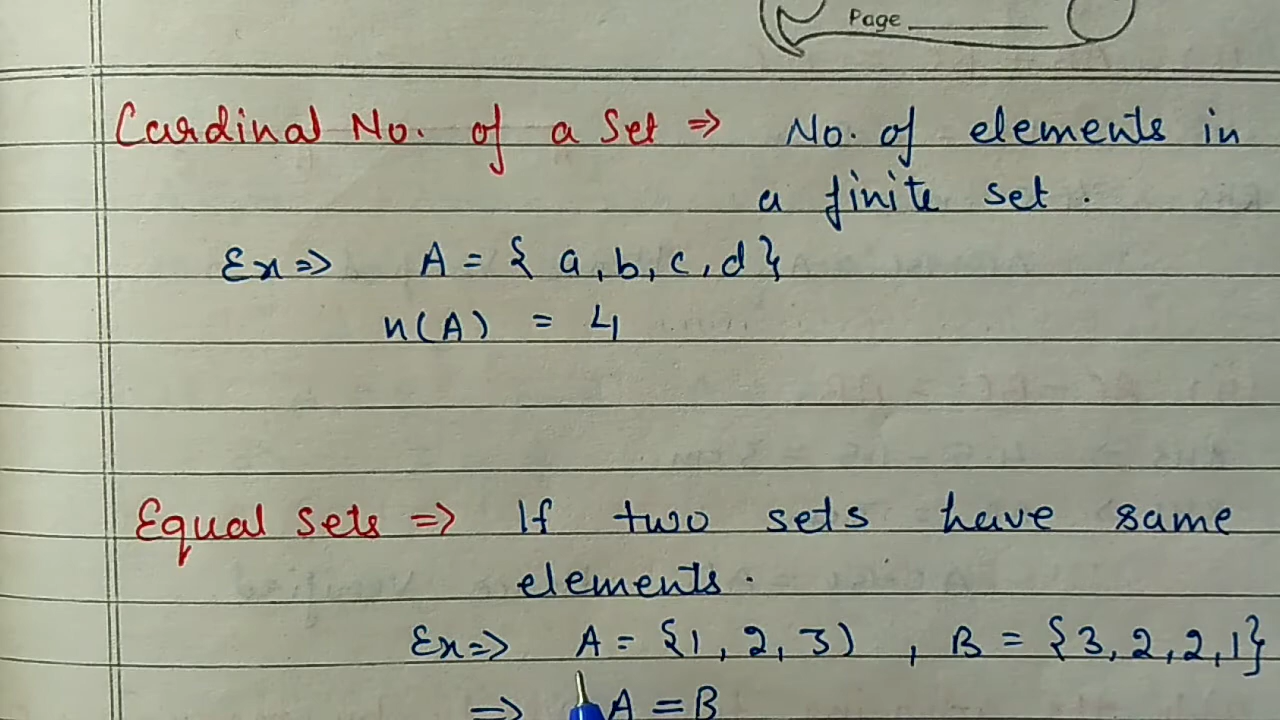 Page
Cardinal No. of a Set ⇒ No. of elements in
a finite set.
Ex ⇒ A = { a, b, c, d }
n(A) = 4
Equal Sets ⇒ If two sets have same
elements.
Ex ⇒ A = {1, 2, 3) , B = {3, 2, 2, 1}
⇒ A = B